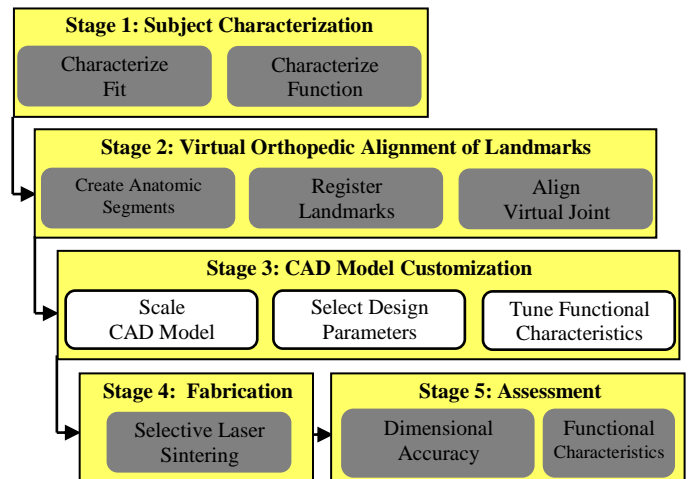 Stage 1: Subject Characterization
Characterize
Fit
Characterize
Function
Stage 2: Virtual Orthopedic Alignment of Landmarks
Create Anatomic
Segments
Register
Landmarks
Align
Virtual Joint
Stage 3: CAD Model Customization
Scale
CAD Model
Select Design
Parameters
Tune Functional
Characteristics
Stage 4: Fabrication
Selective Laser
Sintering
Stage 5: Assessment
Dimensional
Accuracy
Functional
Characteristics